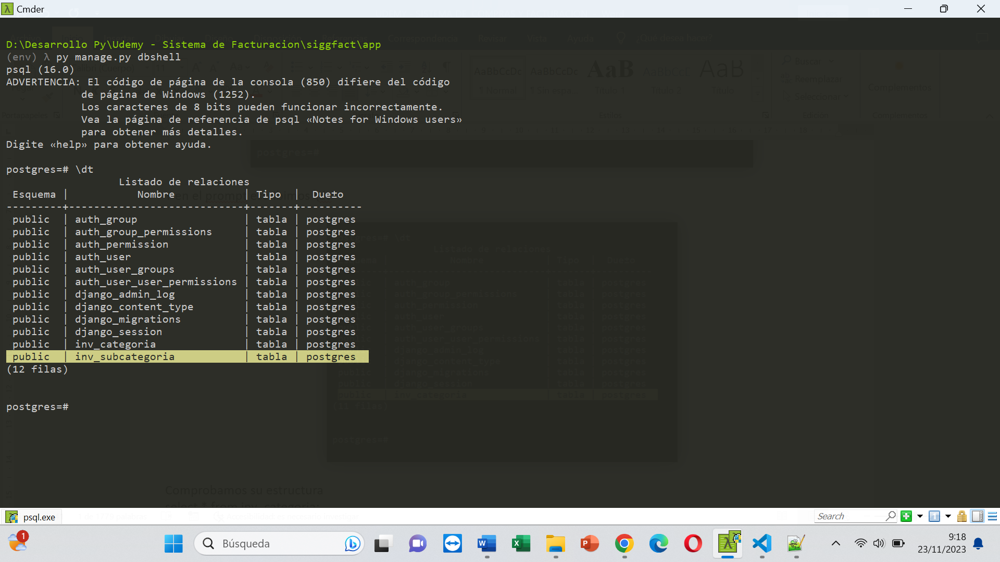 Cmder
D:\Desarrollo Py\Udemy - Sistema de Facturacion\siggfact\app
(env) λ py manage.py dbshell
psql (16.0)
ADVERTENCIA: El código de página de la consola (850) difiere del código
de página de Windows (1252).
Los caracteres de 8 bits pueden funcionar incorrectamente.
Vea la página de referencia de psql «Notes for Windows users»
para obtener más detalles.
Digite «help» para obtener ayuda.
postgres=# \dt
Listado de relaciones
Esquema | Nombre | Tipo | Due±o
---------+----------------------------+-------+----------
public | auth_group | tabla | postgres
public | auth_group_permissions | tabla | postgres
public | auth_permission | tabla | postgres
public | auth_user | tabla | postgres
public | auth_user_groups | tabla | postgres
public | auth_user_user_permissions | tabla | postgres
public | django_admin_log | tabla | postgres
public | django_content_type | tabla | postgres
public | django_migrations | tabla | postgres
public | django_session | tabla | postgres
public | inv_categoria | tabla | postgres
public | inv_subcategoria | tabla | postgres
(12 filas)
postgres=#
Comprobamos su estructura
psql.exe
Search
1
Búsqueda
9:18
23/11/2023